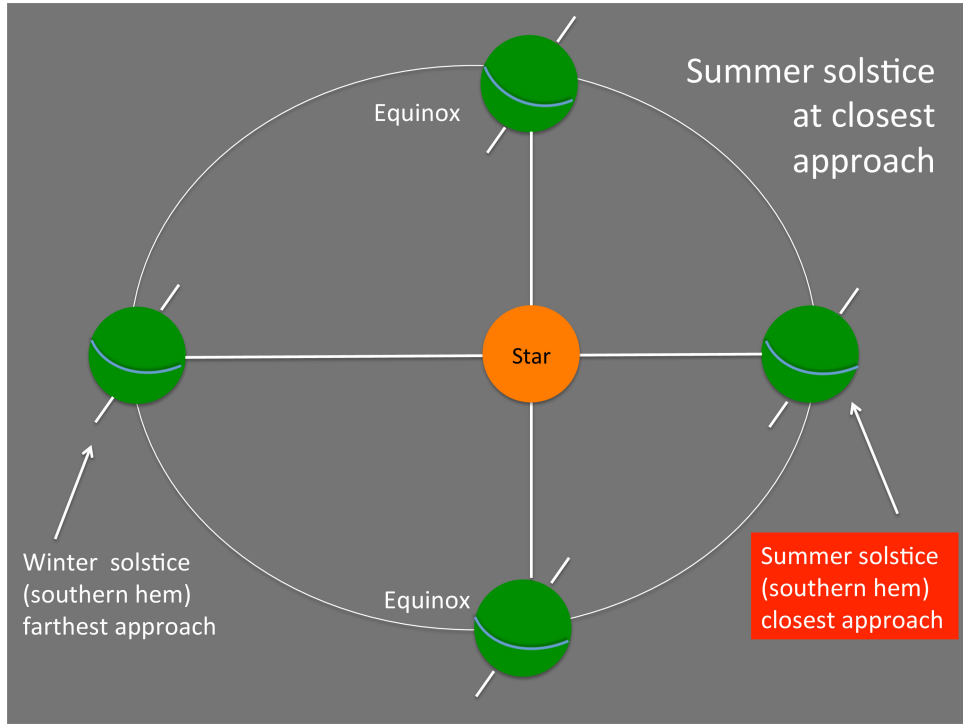 Summer solstice
at closest
approach
Equinox
Star
Winter solstice
(southern hem)
farthest approach
Equinox
Summer solstice
(southern hem)
closest approach